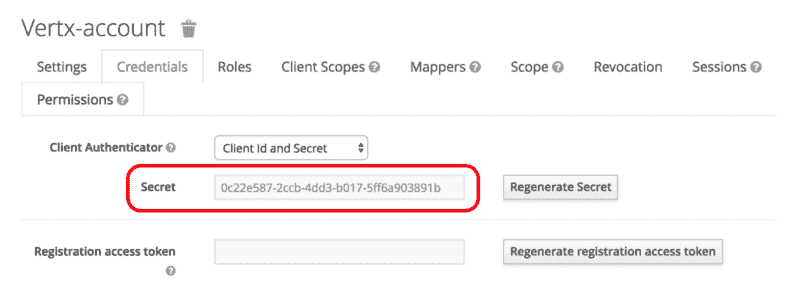 Vertx-account
Settings Credentials Roles Client Scopes Mappers Scope Revocation Sessions
Permissions
Client Authenticator Client Id and Secret
Secret 0c22e587-2ccb-4dd3-b017-5ff6a903891b Regenerate Secret
Registration access token Regenerate registration access token